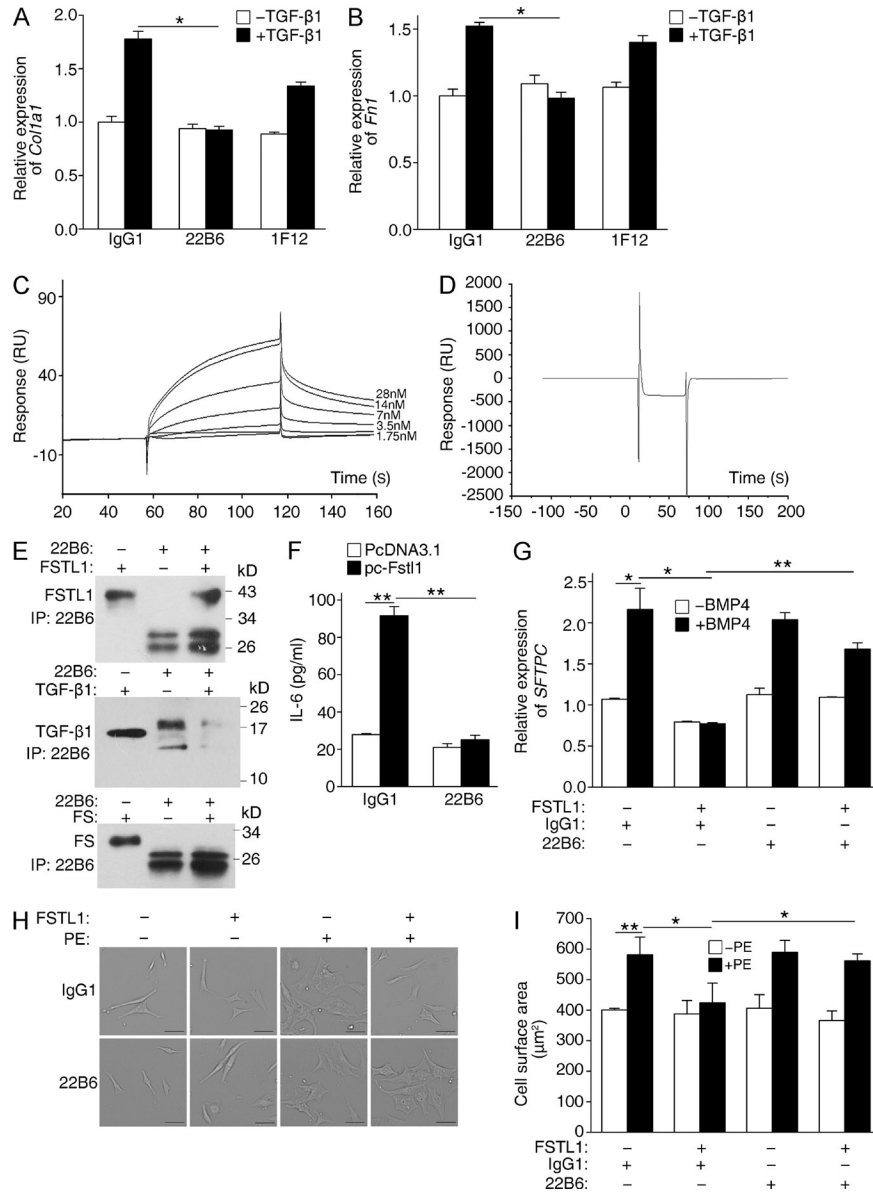 A
–TGF-β1
+TGF-β1
*
2.0
1.5
1.0
0.5
0.0
Relative expression
of Col1a1
IgG1 22B6 1F12
B
–TGF-β1
+TGF-β1
*
1.5
1.0
1.5
0.0
Relative expression
of Fn1
IgG1 22B6 1F12
C
90
40
-10
Response (RU)
28nM
14nM
7nM
3.5nM
1.75nM
Time (s)
20 40 60 80 100 120 140 160
D
2000
1500
1000
500
0
-500
-1000
-1500
-2000
-2500
Response (RU)
Time (s)
-150 -100 -50 0 50 100 150 200
E
22B6: – + +
FSTL1: + – +
kD
FSTL1
IP: 22B6
43
34
26
22B6: – + +
TGF-β1: + – +
kD
TGF-β1
IP: 22B6
26
17
10
22B6: – + +
FS: + – +
kD
FS
IP: 22B6
34
26
F
PcDNA3.1
pc-Fstl1
** **
100
80
60
40
20
0
IL-6 (pg/ml)
IgG1 22B6
G
* * **
–BMP4
+BMP4
2.5
2.0
1.5
1.0
0.5
0.0
Relative expression
of SFTPC
FSTL1: – + – +
IgG1: + + – –
22B6: – – + +
H
FSTL1: – + – +
PE: – – + +
IgG1
22B6
I
** * *
–PE
+PE
700
600
500
400
300
200
100
0
Cell surface area
(µm²)
FSTL1: – + – +
IgG1: + + – –
22B6: – – + +